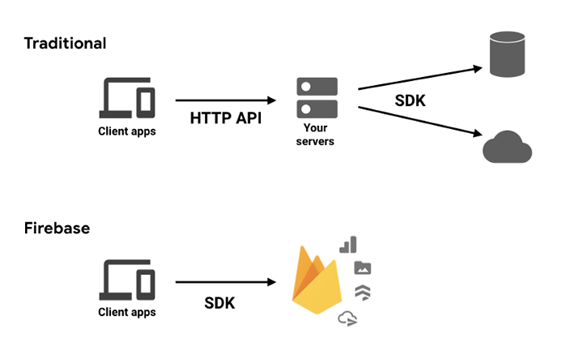 Traditional
Client apps
HTTP API
Your
servers
SDK
Firebase
Client apps
SDK